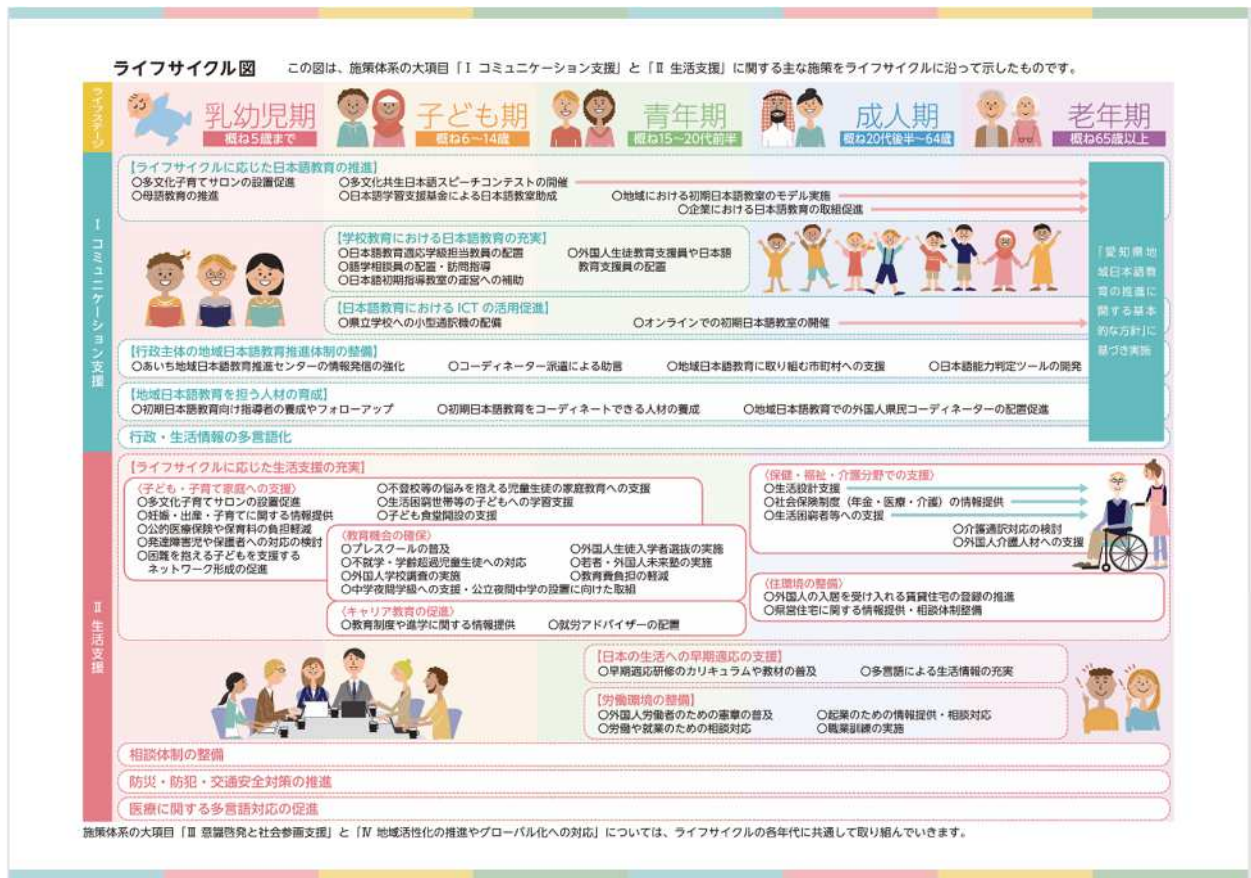 ライフサイクル図　この図は、施策体系の大項目「Ⅰ コミュニケーション支援」と「Ⅱ 生活支援」に関する主な施策をライフサイクルに沿って示したものです。
ライフステージ
乳幼児期
概ね5歳まで
子ども期
概ね6～14歳
青年期
概ね15～20代前半
成人期
概ね20代後半～64歳
老年期
概ね65歳以上
Ⅰ コミュニケーション支援
【ライフサイクルに応じた日本語教育の推進】
〇多文化子育てサロンの設置促進　〇多文化共生日本語スピーチコンテストの開催
〇母語教育の推進　〇日本語学習支援基金による日本語教室助成　〇地域における初期日本語教室のモデル実施
〇企業における日本語教育の取組促進
【学校教育における日本語教育の充実】
〇日本語教育適応学級担当教員の配置　〇外国人生徒教育支援員や日本語
〇語学相談員の配置・訪問指導　教育支援員の配置
〇日本語初期指導教室の運営への補助
【日本語教育における ICT の活用促進】
〇県立学校への小型通訳機の配備　〇オンラインでの初期日本語教室の開催
【行政主体の地域日本語教育推進体制の整備】
〇あいち地域日本語教育推進センターの情報発信の強化　〇コーディネーター派遣による助言　〇地域日本語教育に取り組む市町村への支援　〇日本語能力判定ツールの開発
【地域日本語教育を担う人材の育成】
〇初期日本語教育向け指導者の養成やフォローアップ　〇初期日本語教育をコーディネートできる人材の養成　〇地域日本語教育での外国人県民コーディネーターの配置促進
行政・生活情報の多言語化
「愛知県地
域日本語教
育の推進に
関する基本
的な方針」に
基づき実施
Ⅱ 生活支援
【ライフサイクルに応じた生活支援の充実】
〈子ども・子育て家庭への支援〉　〇不登校等の悩みを抱える児童生徒の家庭教育への支援
〇多文化子育てサロンの設置促進　〇生活困窮世帯等の子どもへの学習支援
〇妊娠・出産・子育てに関する情報提供　〇子ども食堂開設の支援
〇公的医療保険や保育料の負担軽減
〇発達障害児や保護者への対応の検討
〇困難を抱える子どもを支援する
ネットワーク形成の促進
〈教育機会の確保〉
〇プレスクールの普及　〇外国人生徒入学者選抜の実施
〇不就学・学齢超過児童生徒への対応　〇若者・外国人未来塾の実施
〇外国人学校調査の実施　〇教育費負担の軽減
〇中学夜間学級への支援・公立夜間中学の設置に向けた取組
〈キャリア教育の促進〉
〇教育制度や進学に関する情報提供　〇就労アドバイザーの配置
〈保健・福祉・介護分野での支援〉
〇生活設計支援
〇社会保険制度（年金・医療・介護）の情報提供
〇生活困窮者等への支援
〇介護通訳対応の検討
〇外国人介護人材への支援
〈住環境の整備〉
〇外国人の入居を受け入れる賃貸住宅の登録の推進
〇県営住宅に関する情報提供・相談体制整備
【日本の生活への早期適応の支援】
〇早期適応研修のカリキュラムや教材の普及　〇多言語による生活情報の充実
【労働環境の整備】
〇外国人労働者のための憲章の普及　〇起業のための情報提供・相談対応
〇労働や就業のための相談対応　〇職業訓練の実施
相談体制の整備
防災・防犯・交通安全対策の推進
医療に関する多言語対応の促進
施策体系の大項目「Ⅲ 意識啓発と社会参画支援」と「Ⅳ 地域活性化の推進やグローバル化への対応」については、ライフサイクルの各年代に共通して取り組んでいきます。